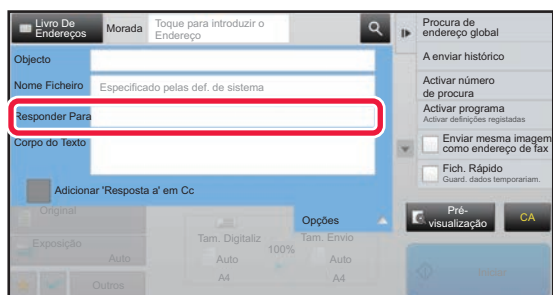 Livro De
Endereços
Morada
Toque para introduzir o
Endereço
Objecto
Nome Ficheiro
Especificado pelas def. de sistema
Responder Para
Corpo do Texto
Adicionar 'Resposta a' em Cc
Opções
Original
Exposição
Auto
Outros
Tam. Digitaliz
100%
Tam. Envio
Auto
Auto
A4
A4
Procura de
endereço global
A enviar histórico
Activar número
de procura
Activar programa
Activar definições registadas
Enviar mesma imagem
como endereço de fax
Fich. Rápido
Guard. dados temporariam.
Pré-
visualização
CA
Iniciar